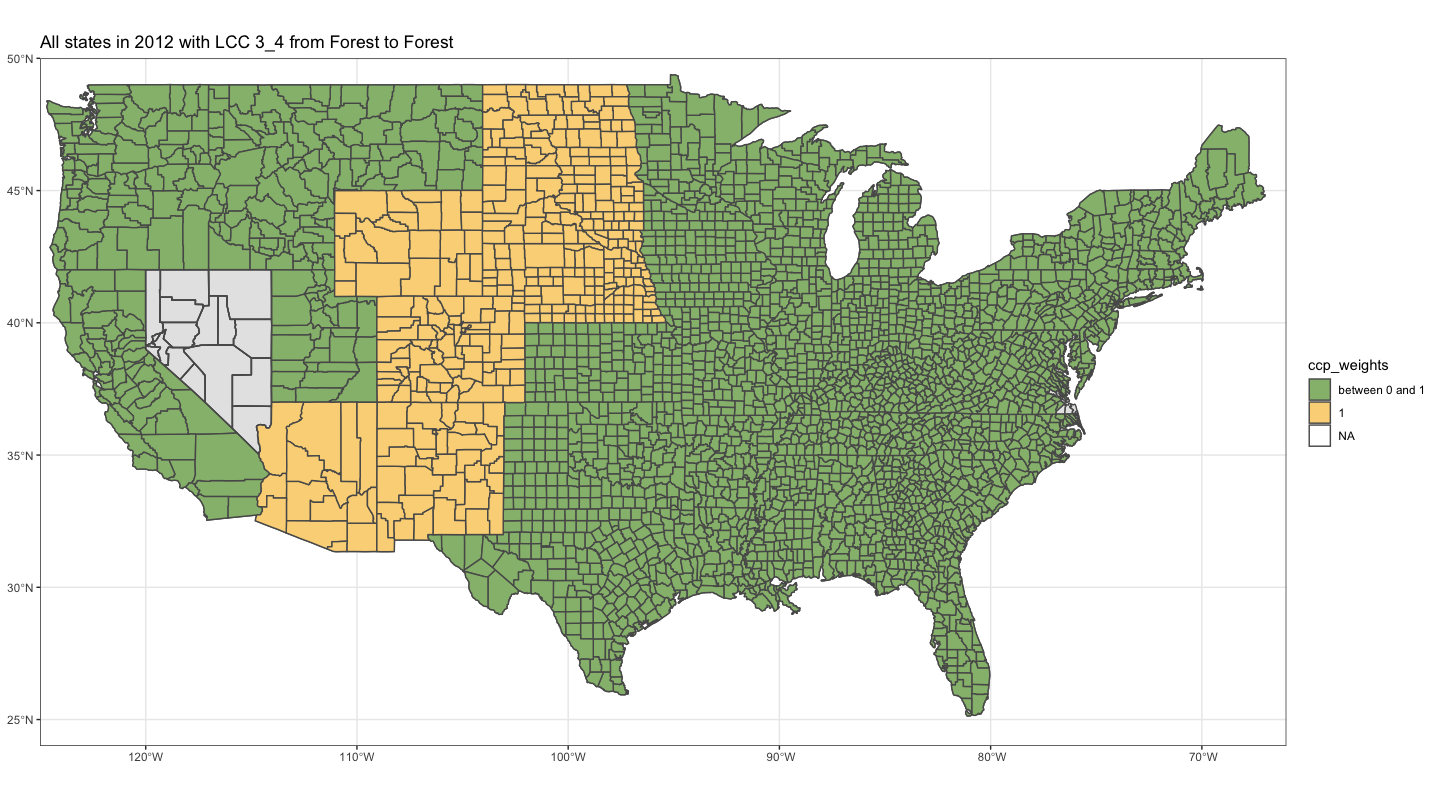 All states in 2012 with LCC 3_4 from Forest to Forest
50°N
45°N
40°N
35°N
30°N
25°N
120°W 110°W 100°W 90°W 80°W 70°W
ccp_weights
between 0 and 1
1
NA